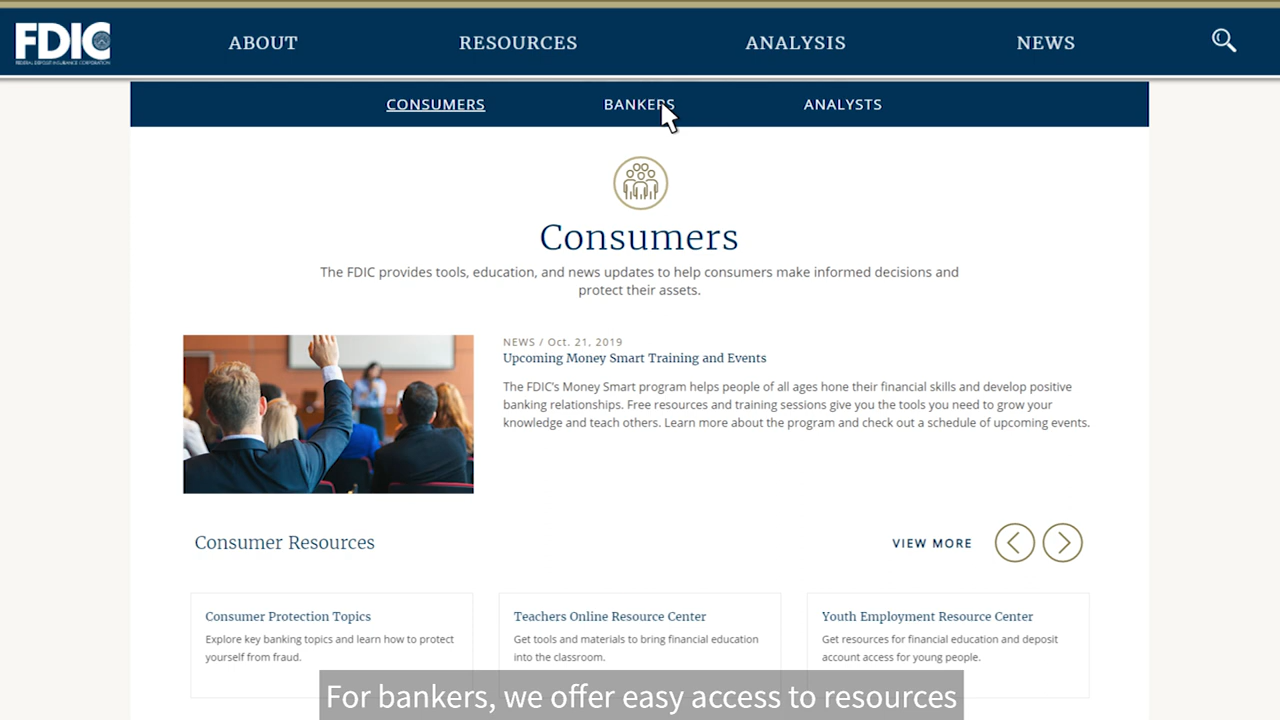 FDIC
FEDERAL DEPOSIT INSURANCE CORPORATION
ABOUT
RESOURCES
ANALYSIS
NEWS
CONSUMERS
BANKERS
ANALYSTS
Consumers
The FDIC provides tools, education, and news updates to help consumers make informed decisions and
protect their assets.
NEWS / Oct. 21, 2019
Upcoming Money Smart Training and Events
The FDIC's Money Smart program helps people of all ages hone their financial skills and develop positive
banking relationships. Free resources and training sessions give you the tools you need to grow your
knowledge and teach others. Learn more about the program and check out a schedule of upcoming events.
Consumer Resources
VIEW MORE
Consumer Protection Topics
Explore key banking topics and learn how to protect
yourself from fraud.
Teachers Online Resource Center
Get tools and materials to bring financial education
into the classroom.
Youth Employment Resource Center
Get resources for financial education and deposit
account access for young people.
For bankers, we offer easy access to resources